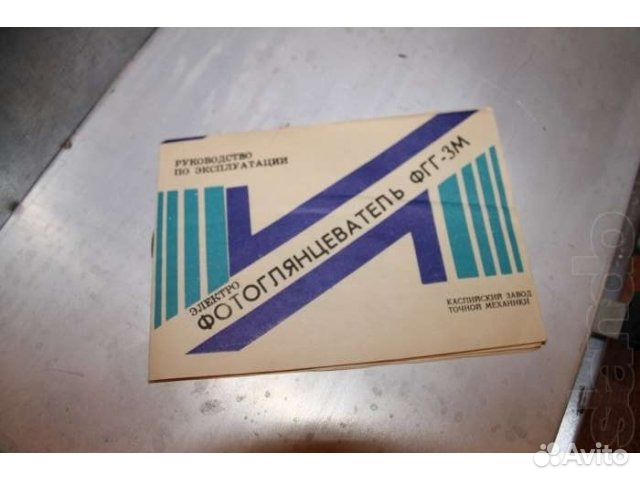 РУКОВОДСТВО
ПО ЭКСПЛУАТАЦИИ
ЭЛЕКТРО
ФОТОГЛЯНЦЕВАТЕЛЬ ФГГ-3М
КАСПИЙСКИЙ ЗАВОД
ТОЧНОЙ МЕХАНИКИ
Avito